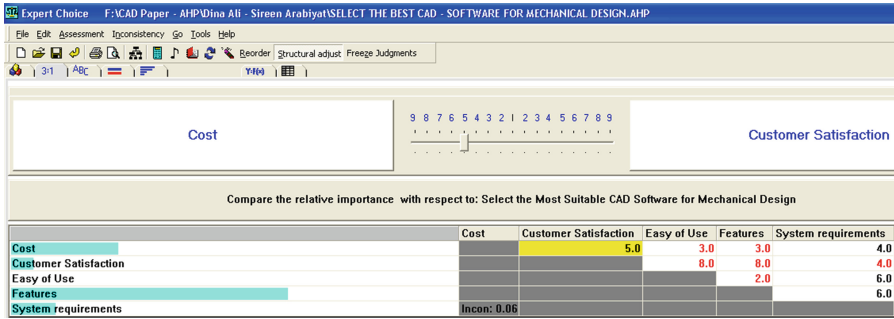 Expert Choice F:\CAD Paper - AHP\Dina Ali - Sireen Arabiyat\SELECT THE BEST CAD - SOFTWARE FOR MECHANICAL DESIGN.AHP
File Edit Assessment Inconsistency Go Tools Help
Reorder Structural adjust Freeze Judgments
3:1 ABC Y=f(x)
9 8 7 6 5 4 3 2 1 2 3 4 5 6 7 8 9
Cost Customer Satisfaction
Compare the relative importance with respect to: Select the Most Suitable CAD Software for Mechanical Design
Cost Customer Satisfaction Easy of Use Features System requirements
Cost 5.0 3.0 3.0 4.0
Customer Satisfaction 8.0 8.0 4.0
Easy of Use 2.0 6.0
Features 6.0
System requirements Incon: 0.06